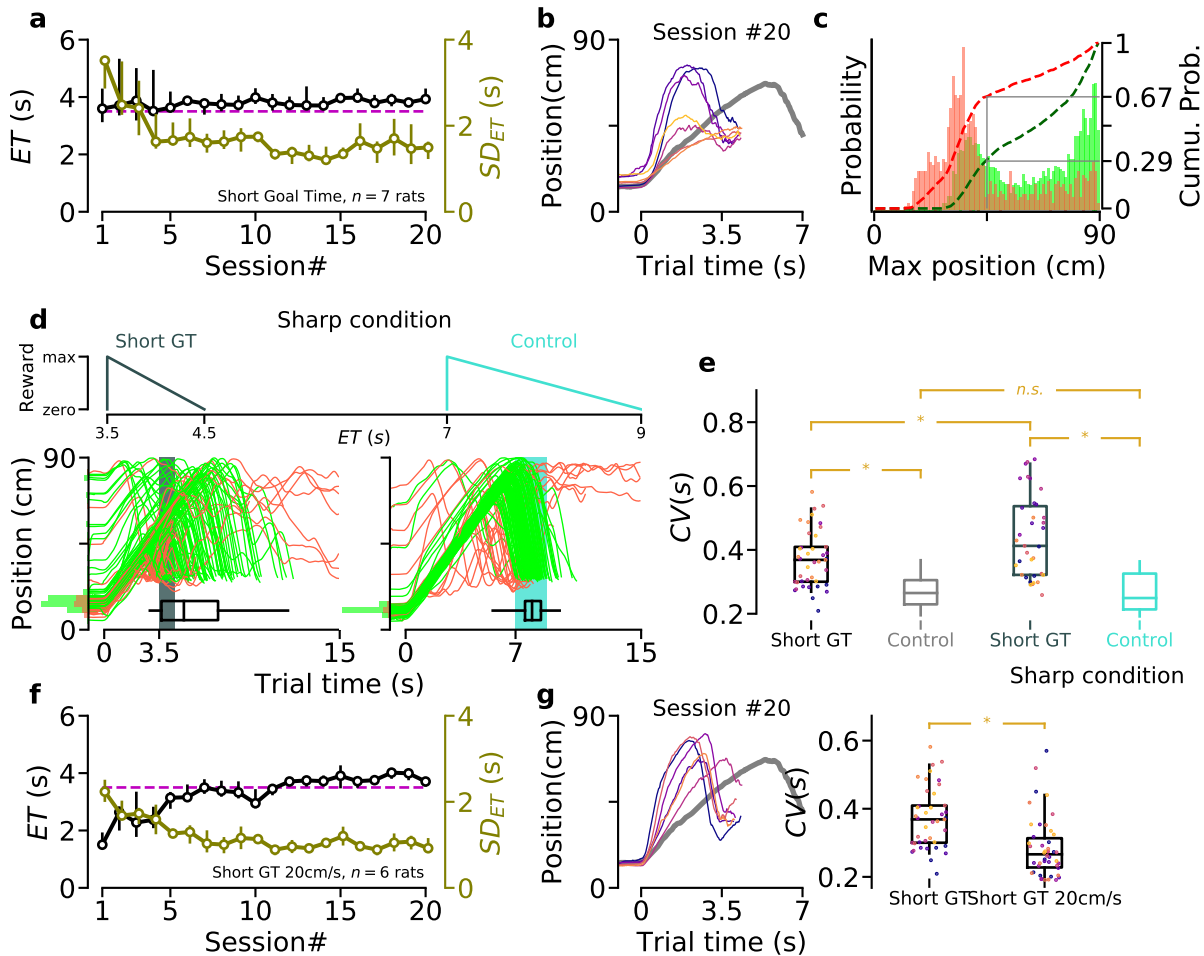 a
6
4
2
0
ET (s)
4
2
0
SD_ET (s)
Short Goal Time, n = 7 rats
1 5 10 15 20
Session#
b
Session #20
90
0
Position(cm)
0 3.5 7
Trial time (s)
c
Probability
1
0.67
0.29
0
Cumu. Prob.
0 90
Max position (cm)
d
Sharp condition
Short GT
Control
Reward
max
zero
3.5 4.5 7 9
ET (s)
90
0
Position (cm)
0 3.5 15
0 7 15
Trial time (s)
e
n.s.
*
*
*
0.8
0.6
0.4
0.2
CV(s)
Short GT Control Short GT Control
Sharp condition
f
6
4
2
0
ET (s)
4
2
0
SD_ET (s)
Short GT 20cm/s, n = 6 rats
1 5 10 15 20
Session#
g
Session #20
90
0
Position(cm)
0 3.5 7
Trial time (s)
*
0.6
0.4
0.2
CV(s)
Short GT Short GT 20cm/s